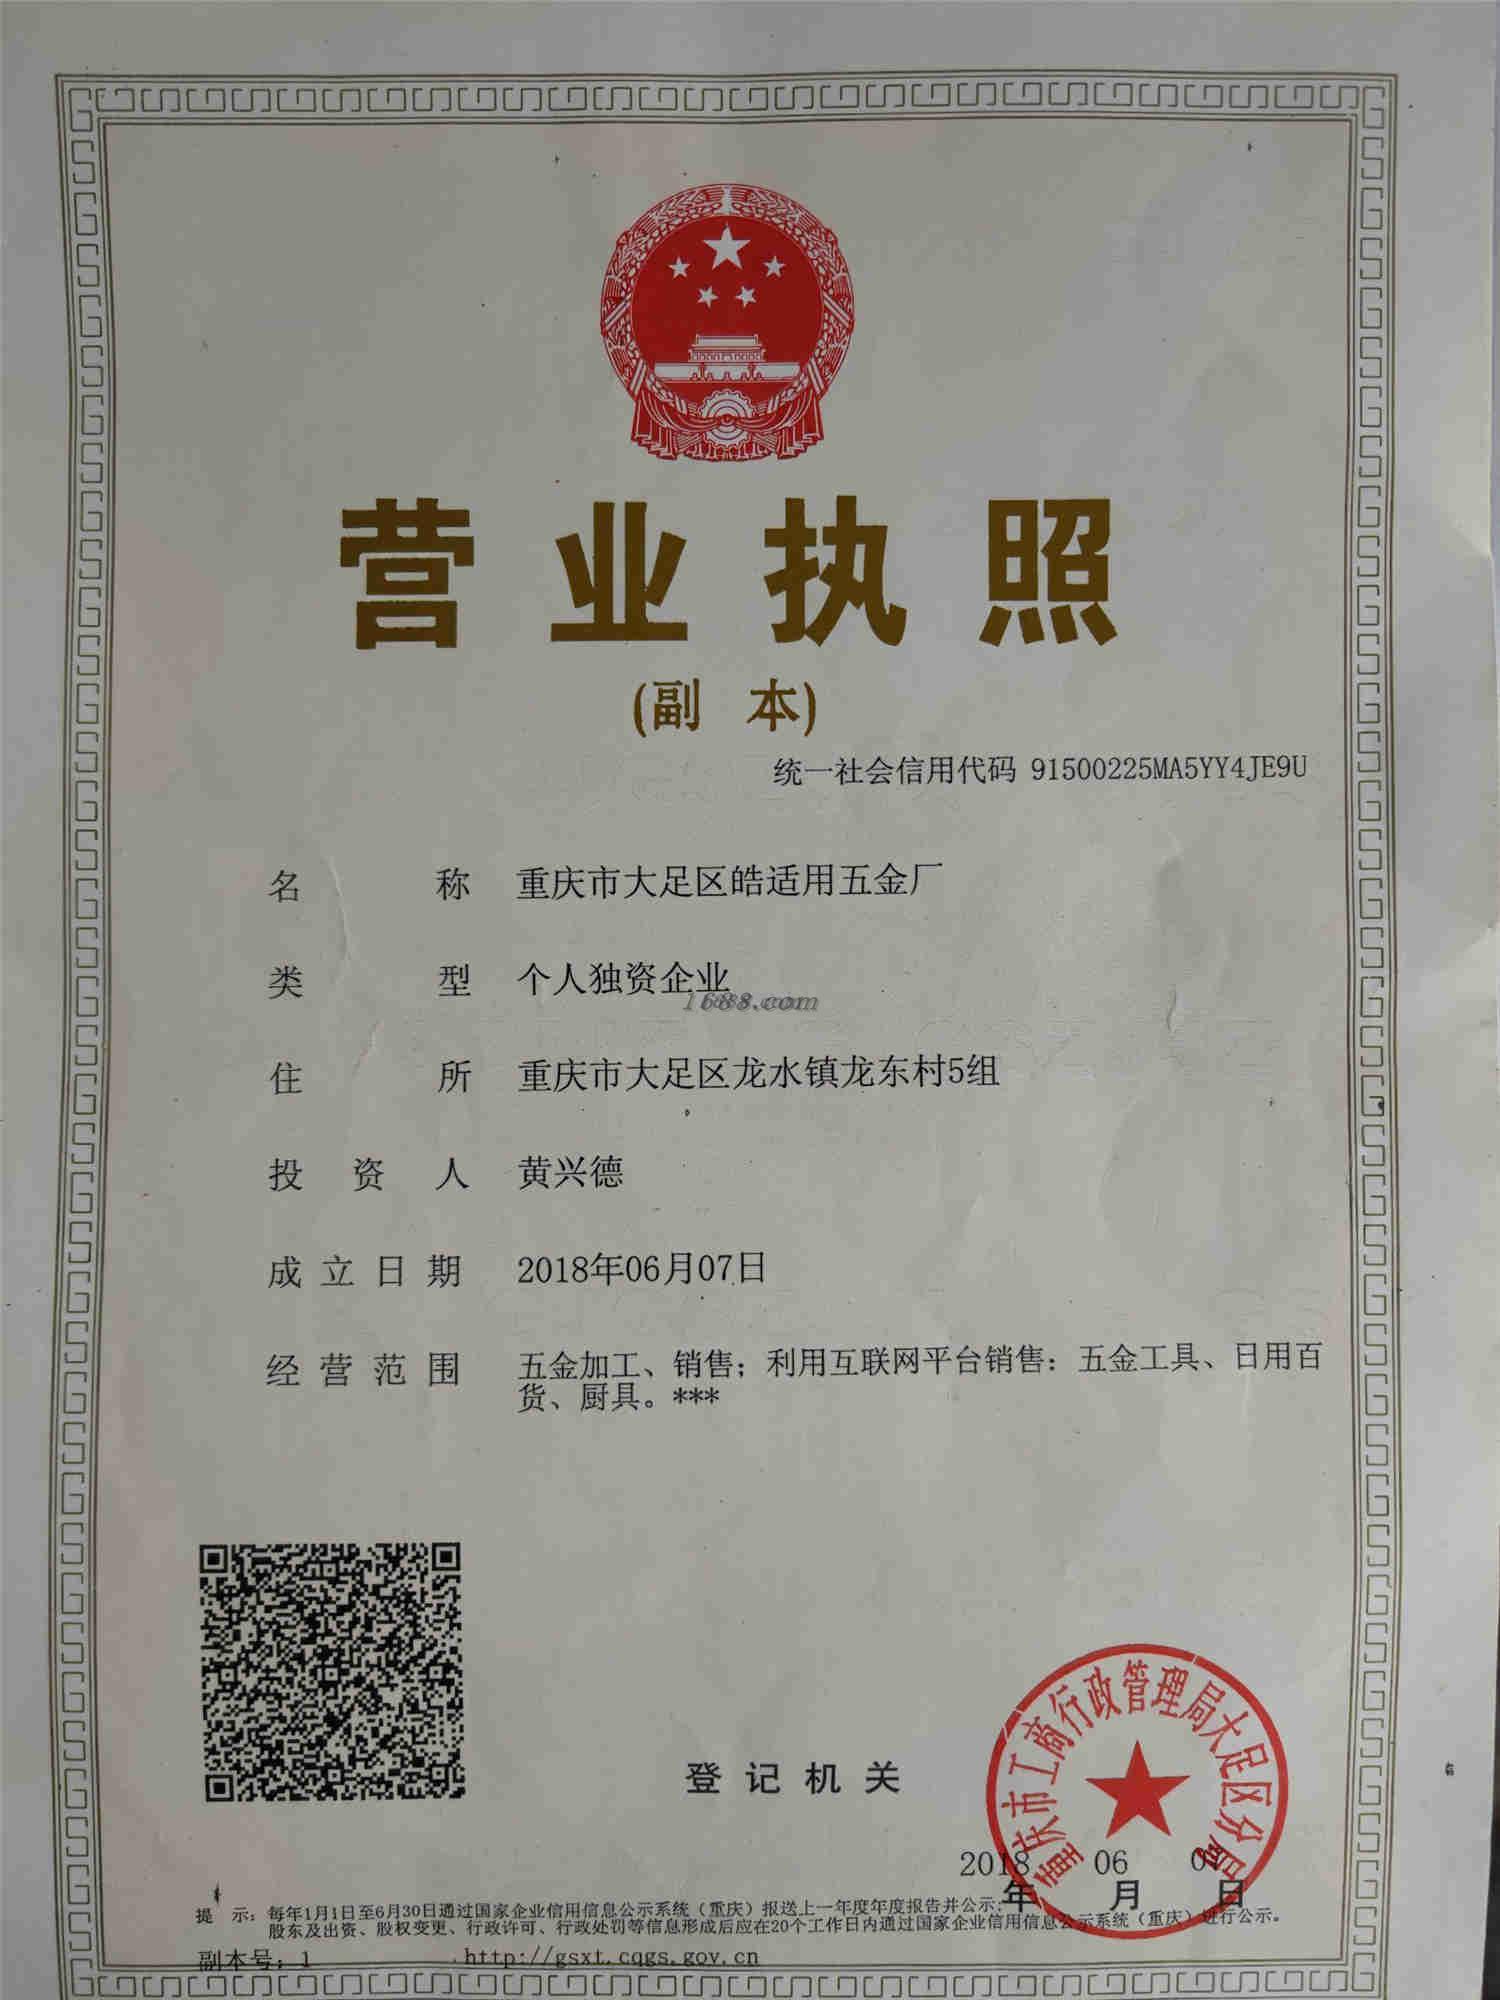 营业执照
(副 本)
统一社会信用代码 91500225MA5YY4JE9U
名 称 重庆市大足区皓适用五金厂
类 型 个人独资企业
1688.com
住 所 重庆市大足区龙水镇龙东村5组
投 资 人 黄兴德
成 立 日 期 2018年06月07日
经 营 范 围 五金加工、销售；利用互联网平台销售：五金工具、日用百
货、厨具。***
登 记 机 关
重庆市工商行政管理局大足区分局
2018 06 07
年 月 日
提 示：每年1月1日至6月30日通过国家企业信用信息公示系统（重庆）报送上一年度年度报告并公示；
股东及出资、股权变更、行政许可、行政处罚等信息形成后应在20个工作日内通过国家企业信用信息公示系统（重庆）进行公示。
副本号：1 http://gsxt.cqgs.gov.cn